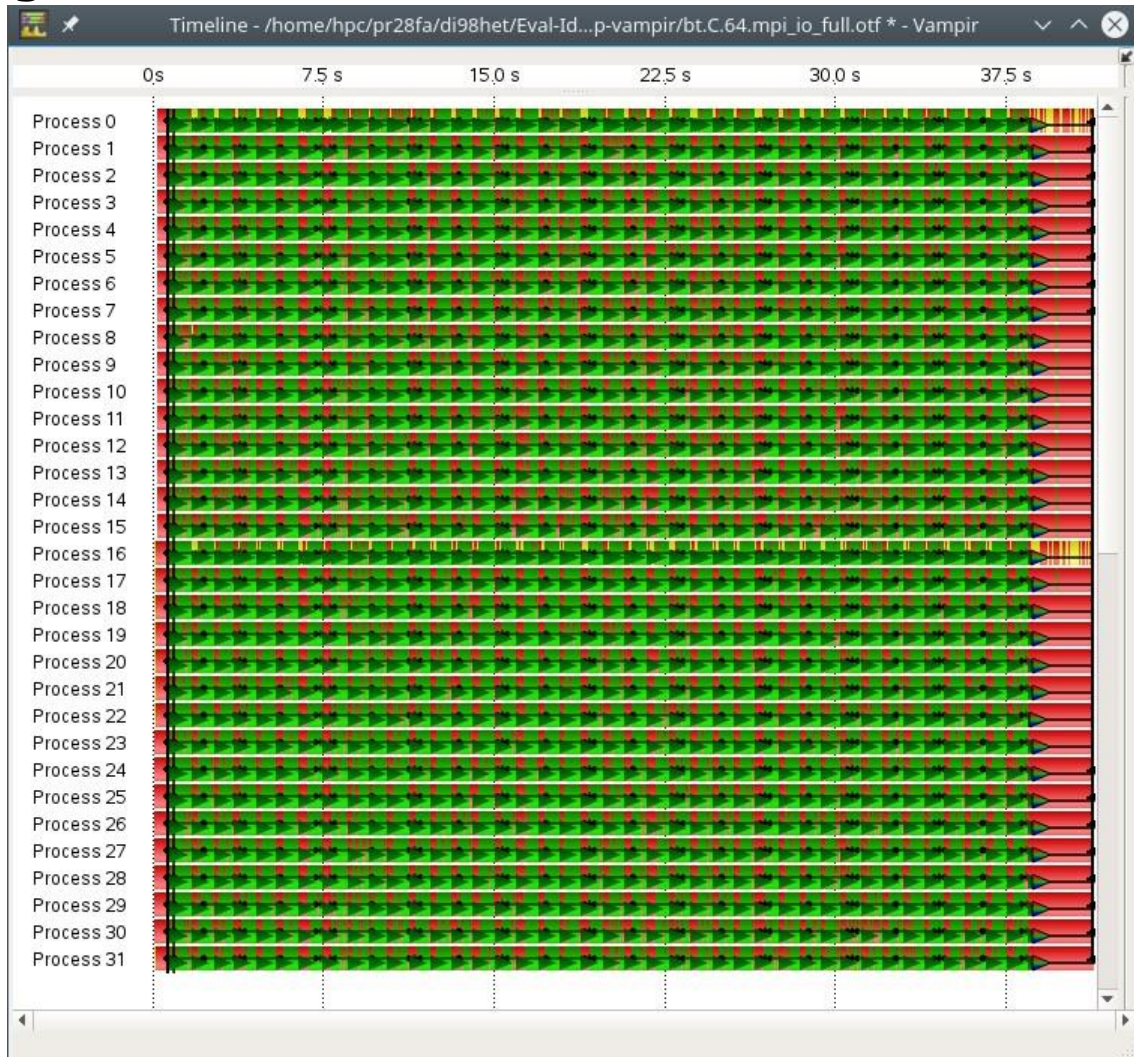 Timeline - /home/hpc/pr28fa/di98het/Eval-Id...p-vampir/bt.C.64.mpi_io_full.otf * - Vampir
0s 7.5 s 15.0 s 22.5 s 30.0 s 37.5 s
Process 0
Process 1
Process 2
Process 3
Process 4
Process 5
Process 6
Process 7
Process 8
Process 9
Process 10
Process 11
Process 12
Process 13
Process 14
Process 15
Process 16
Process 17
Process 18
Process 19
Process 20
Process 21
Process 22
Process 23
Process 24
Process 25
Process 26
Process 27
Process 28
Process 29
Process 30
Process 31